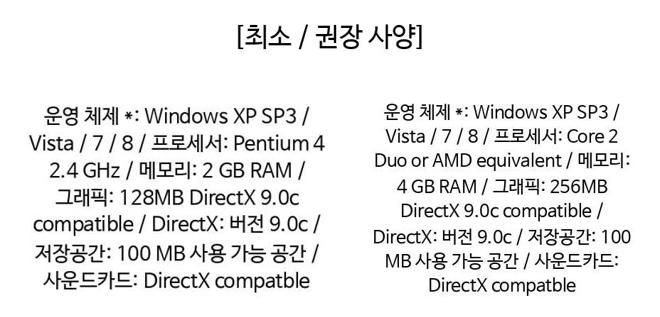 [최소 / 권장 사양]
운영 체제 *: Windows XP SP3 /
Vista / 7 / 8 / 프로세서: Pentium 4
2.4 GHz / 메모리: 2 GB RAM /
그래픽: 128MB DirectX 9.0c
compatible / DirectX: 버전 9.0c /
저장공간: 100 MB 사용 가능 공간 /
사운드카드: DirectX compatble
운영 체제 *: Windows XP SP3 /
Vista / 7 / 8 / 프로세서: Core 2
Duo or AMD equivalent / 메모리:
4 GB RAM / 그래픽: 256MB
DirectX 9.0c compatible /
DirectX: 버전 9.0c / 저장공간: 100
MB 사용 가능 공간 / 사운드카드:
DirectX compatble